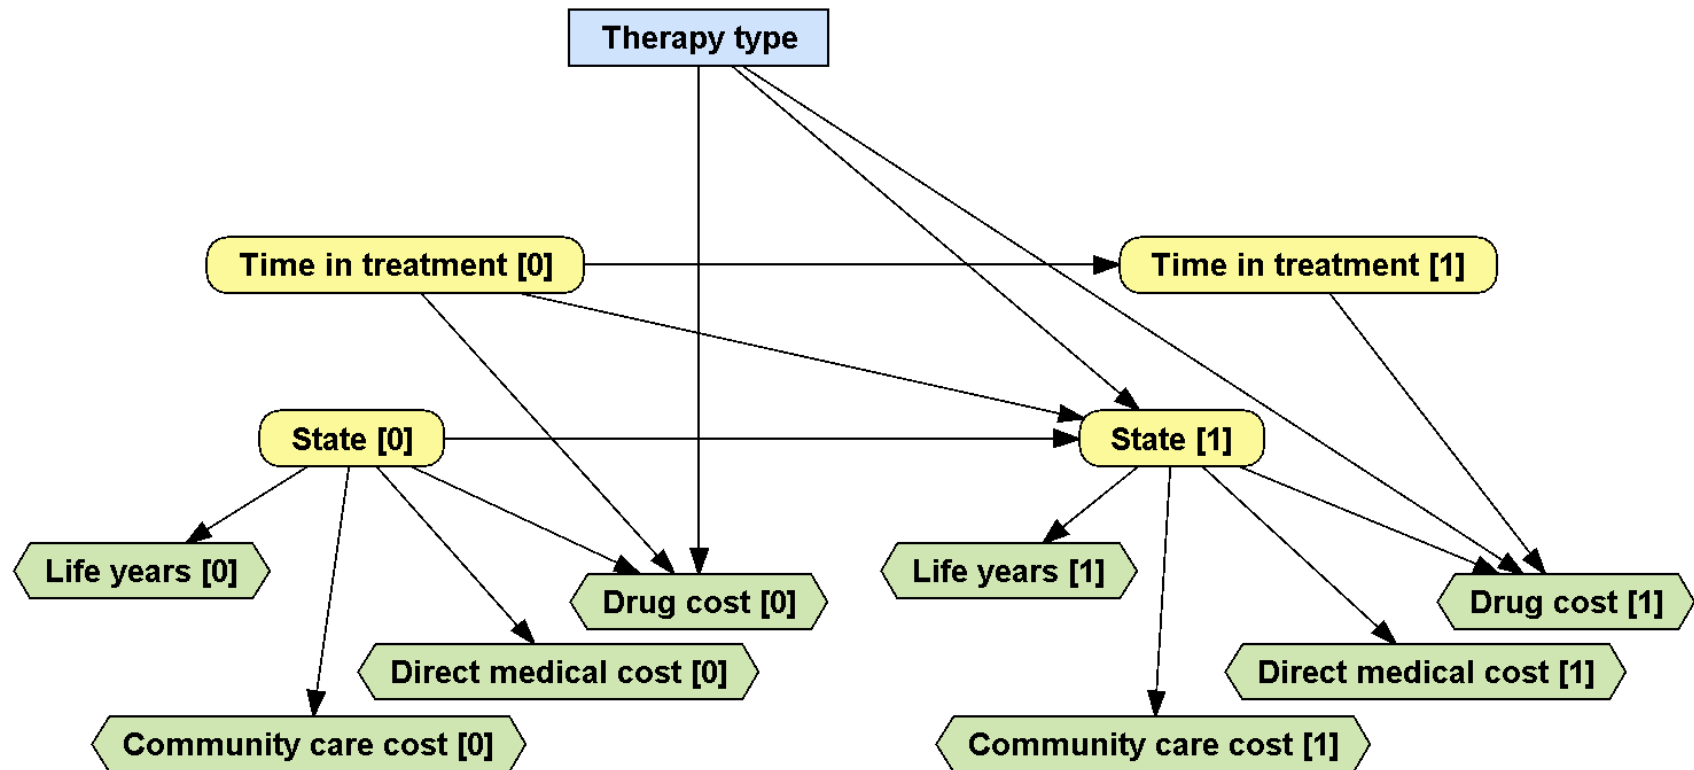 Therapy type
Time in treatment [0]
Time in treatment [1]
State [0]
State [1]
Life years [0]
Life years [1]
Drug cost [0]
Drug cost [1]
Direct medical cost [0]
Direct medical cost [1]
Community care cost [0]
Community care cost [1]